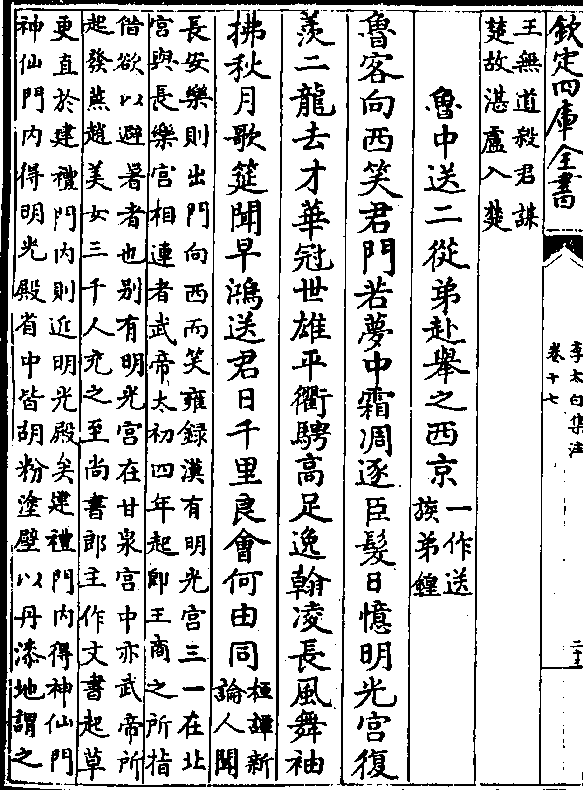 欽定四庫全書
李太白集注
卷十七
二十五
王無道殺君謀
楚故湛盧入楚
魯中送二從弟赴舉之西京
一作送
族弟鍠
魯客向西笑君門若夢中霜凋逐臣髮日憶明光宮復
羨二龍去才華冠世雄平衢騁高足逸翰凌長風舞袖
拂秋月歌筵聞早鴻送君日千里良會何由同
桓譚新
論人聞
長安樂則出門向西而笑雍録漢有明光宫三一在北
宮與長樂宮相連者武帝太初四年起卽王商之所指
借欲以避暑者也别有明光宫在甘泉宫中亦武帝所
起發燕趙美女三千人充之至尚書郎主作文書起草
更直於建禮門内則近明光殿矣建禮門内得神仙門
神仙門内得明光殿省中皆胡粉塗壁以丹漆地謂之